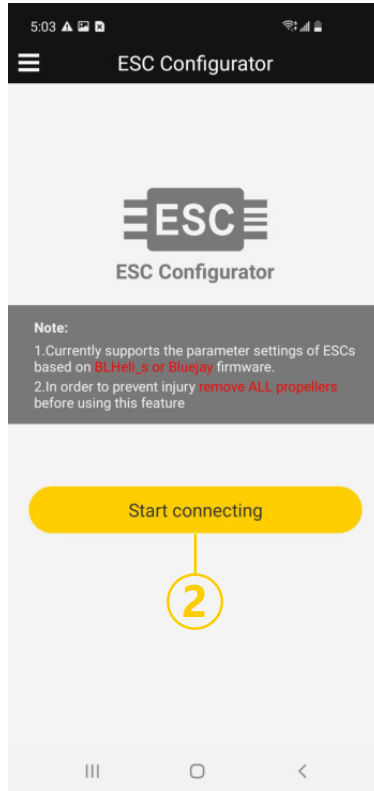 5:03
ESC Configurator
ESC
ESC Configurator
Note:
1.Currently supports the parameter settings of ESCs
based on BLHeli_s or Bluejay firmware.
2.In order to prevent injury remove ALL propellers
before using this feature
Start connecting
2